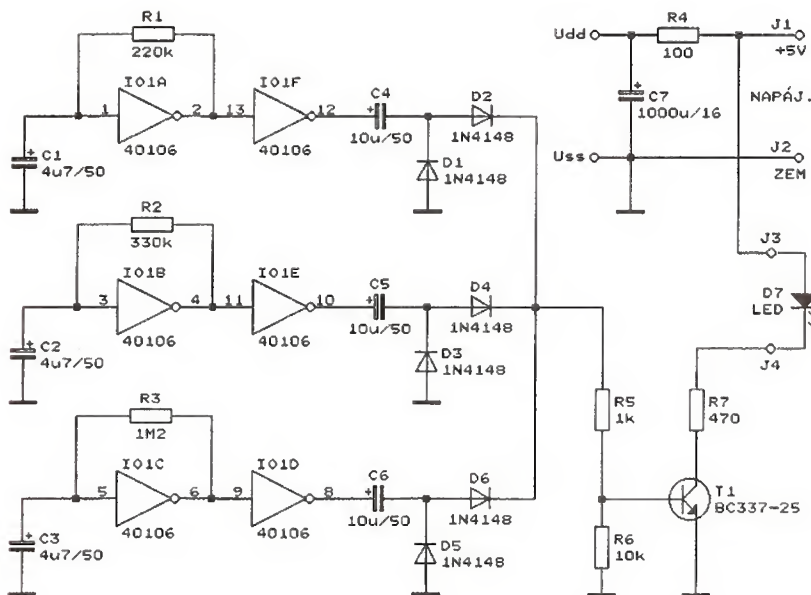 R1
220k
IO1A
1
2
40106
C1
+
4u7/50
IO1F
13
12
40106
C4
+
10u/50
D2
1N4148
D1
1N4148
R2
330k
IO1B
3
4
40106
C2
+
4u7/50
IO1E
11
10
40106
C5
+
10u/50
D4
1N4148
D3
1N4148
R3
1M2
IO1C
5
6
40106
C3
+
4u7/50
IO1D
9
8
40106
C6
+
10u/50
D6
1N4148
D5
1N4148
Udd
R4
100
J1
+5V
+
C7
1000u/16
NAPÁJ.
Uss
J2
ZEM
J3
D7
LED
J4
R5
1k
R7
470
T1
BC337-25
R6
10k